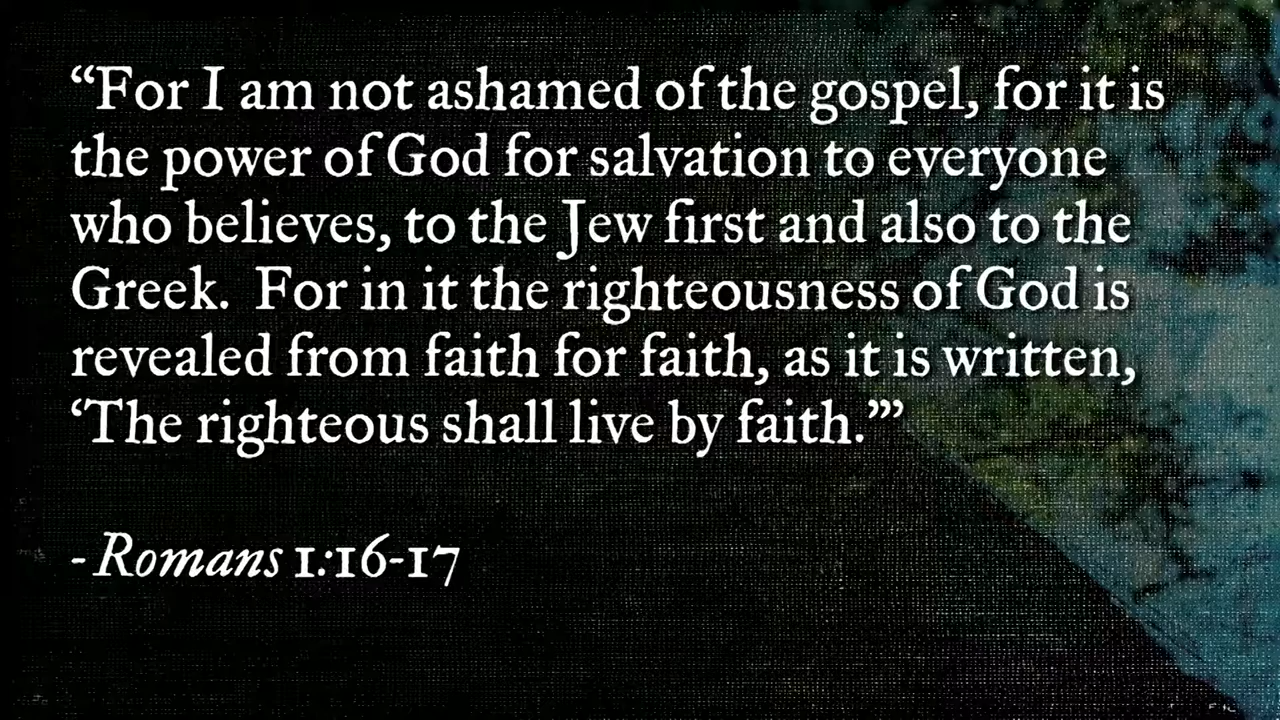 “For I am not ashamed of the gospel, for it is
the power of God for salvation to everyone
who believes, to the Jew first and also to the
Greek.  For in it the righteousness of God is
revealed from faith for faith, as it is written,
‘The righteous shall live by faith.”’
- Romans 1:16-17